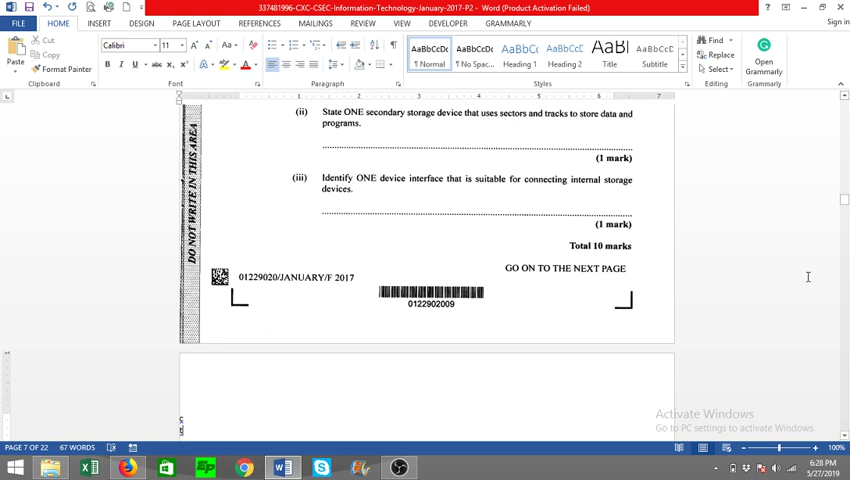 337481996-CXC-CSEC-Information-Technology-January-2017-P2 - Word (Product Activation Failed)
FILE HOME INSERT DESIGN PAGE LAYOUT REFERENCES MAILINGS REVIEW VIEW DEVELOPER GRAMMARLY Sign in
Paste
Cut
Copy
Format Painter
Clipboard
Calibri 11
Font
Paragraph
AaBbCcDc AaBbCcDc AaBbCc AaBbCcC AaBl AaBbCcD
¶ Normal ¶ No Spac... Heading 1 Heading 2 Title Subtitle
Styles
Find
Replace
Select
Editing
Open Grammarly
Grammarly
DO NOT WRITE IN THIS AREA
(ii) State ONE secondary storage device that uses sectors and tracks to store data and
programs.
(1 mark)
(iii) Identify ONE device interface that is suitable for connecting internal storage
devices.
(1 mark)
Total 10 marks
GO ON TO THE NEXT PAGE
01229020/JANUARY/F 2017
0122902009
Activate Windows
Go to PC settings to activate Windows.
PAGE 7 OF 22 67 WORDS 100%
6:28 PM
5/27/2019